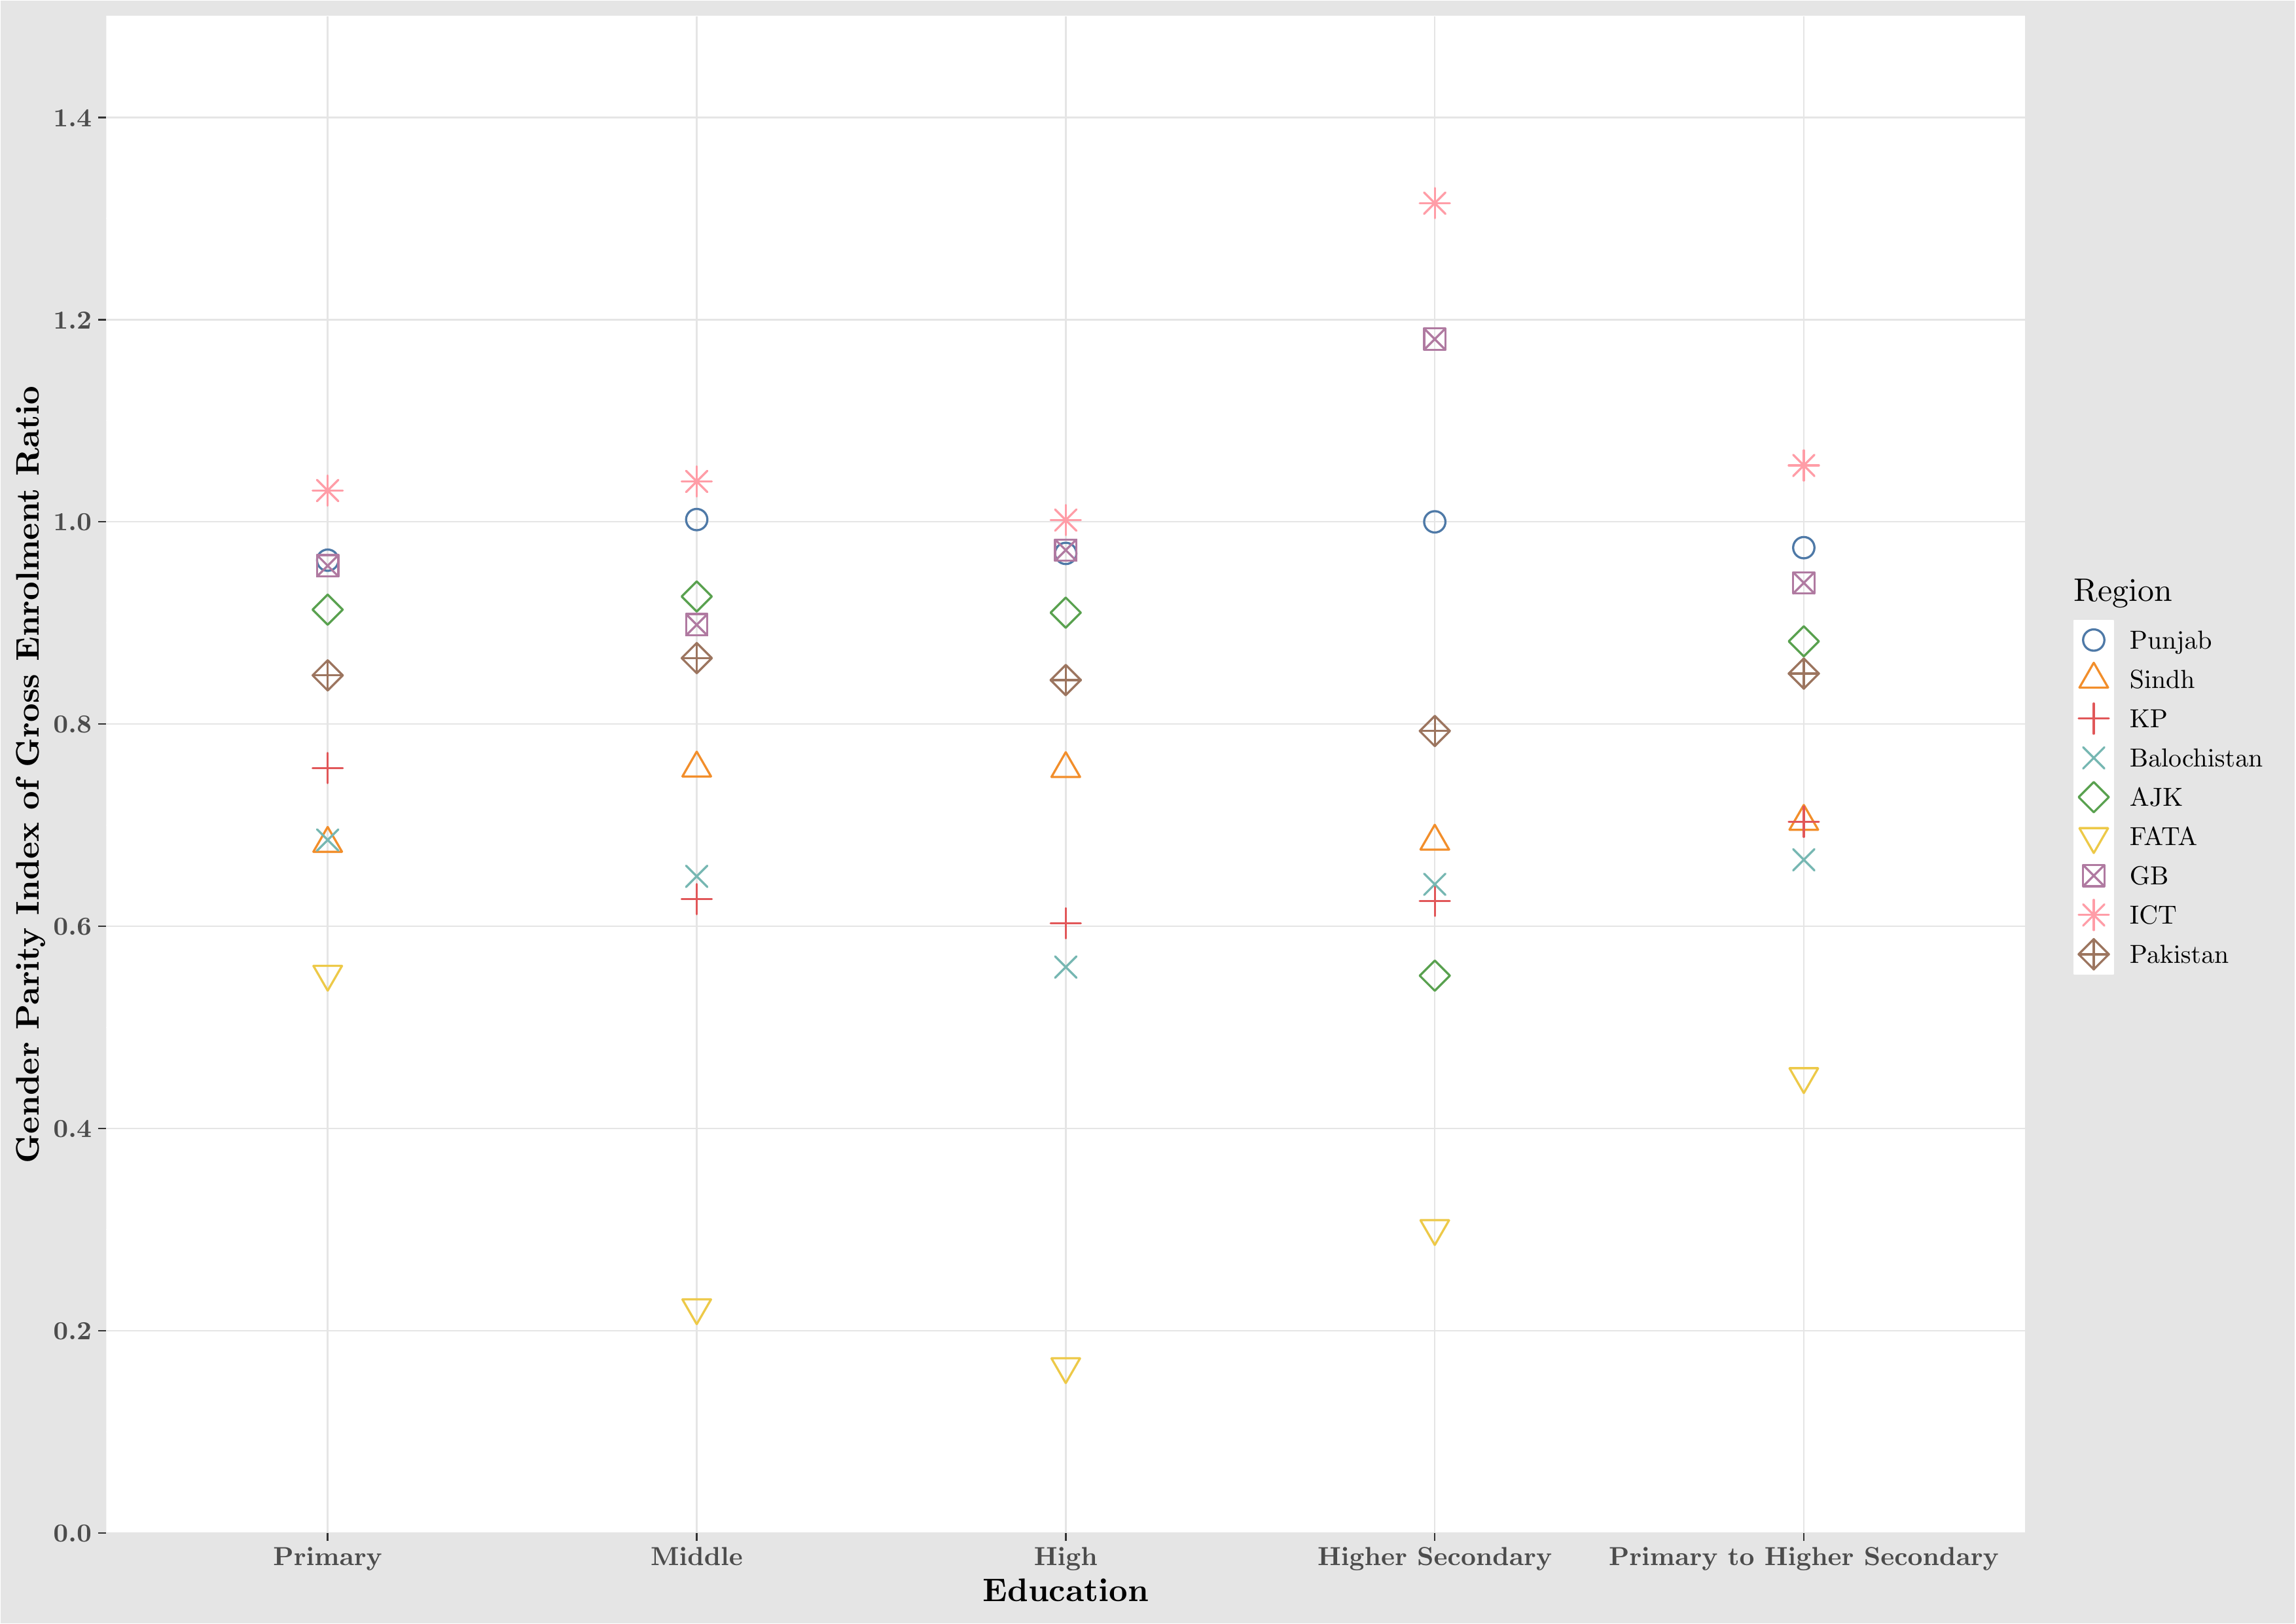 Gender Parity Index of Gross Enrolment Ratio
1.4
1.2
1.0
0.8
0.6
0.4
0.2
0.0
Primary
Middle
High
Higher Secondary
Primary to Higher Secondary
Education
Region
Punjab
Sindh
KP
Balochistan
AJK
FATA
GB
ICT
Pakistan